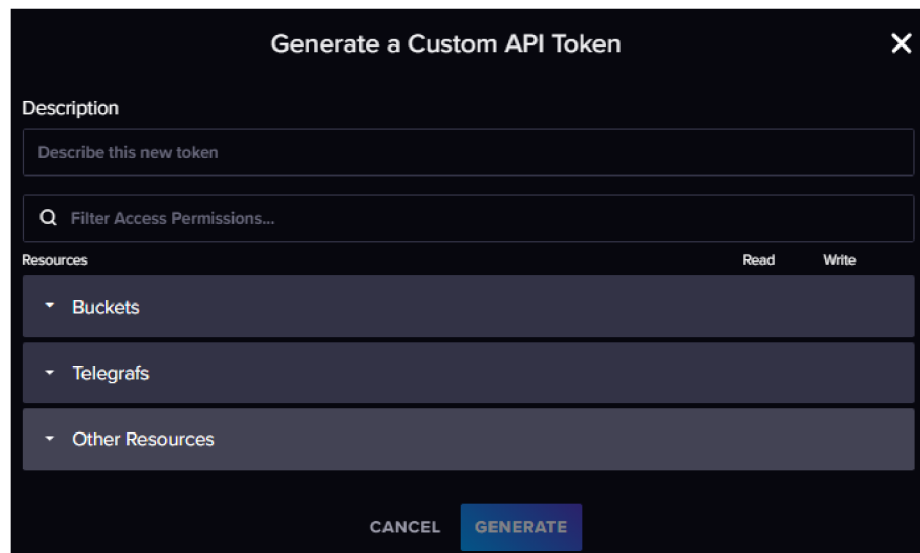 Generate a Custom API Token
Description
Describe this new token
Filter Access Permissions...
Resources Read Write
Buckets
Telegrafs
Other Resources
CANCEL GENERATE